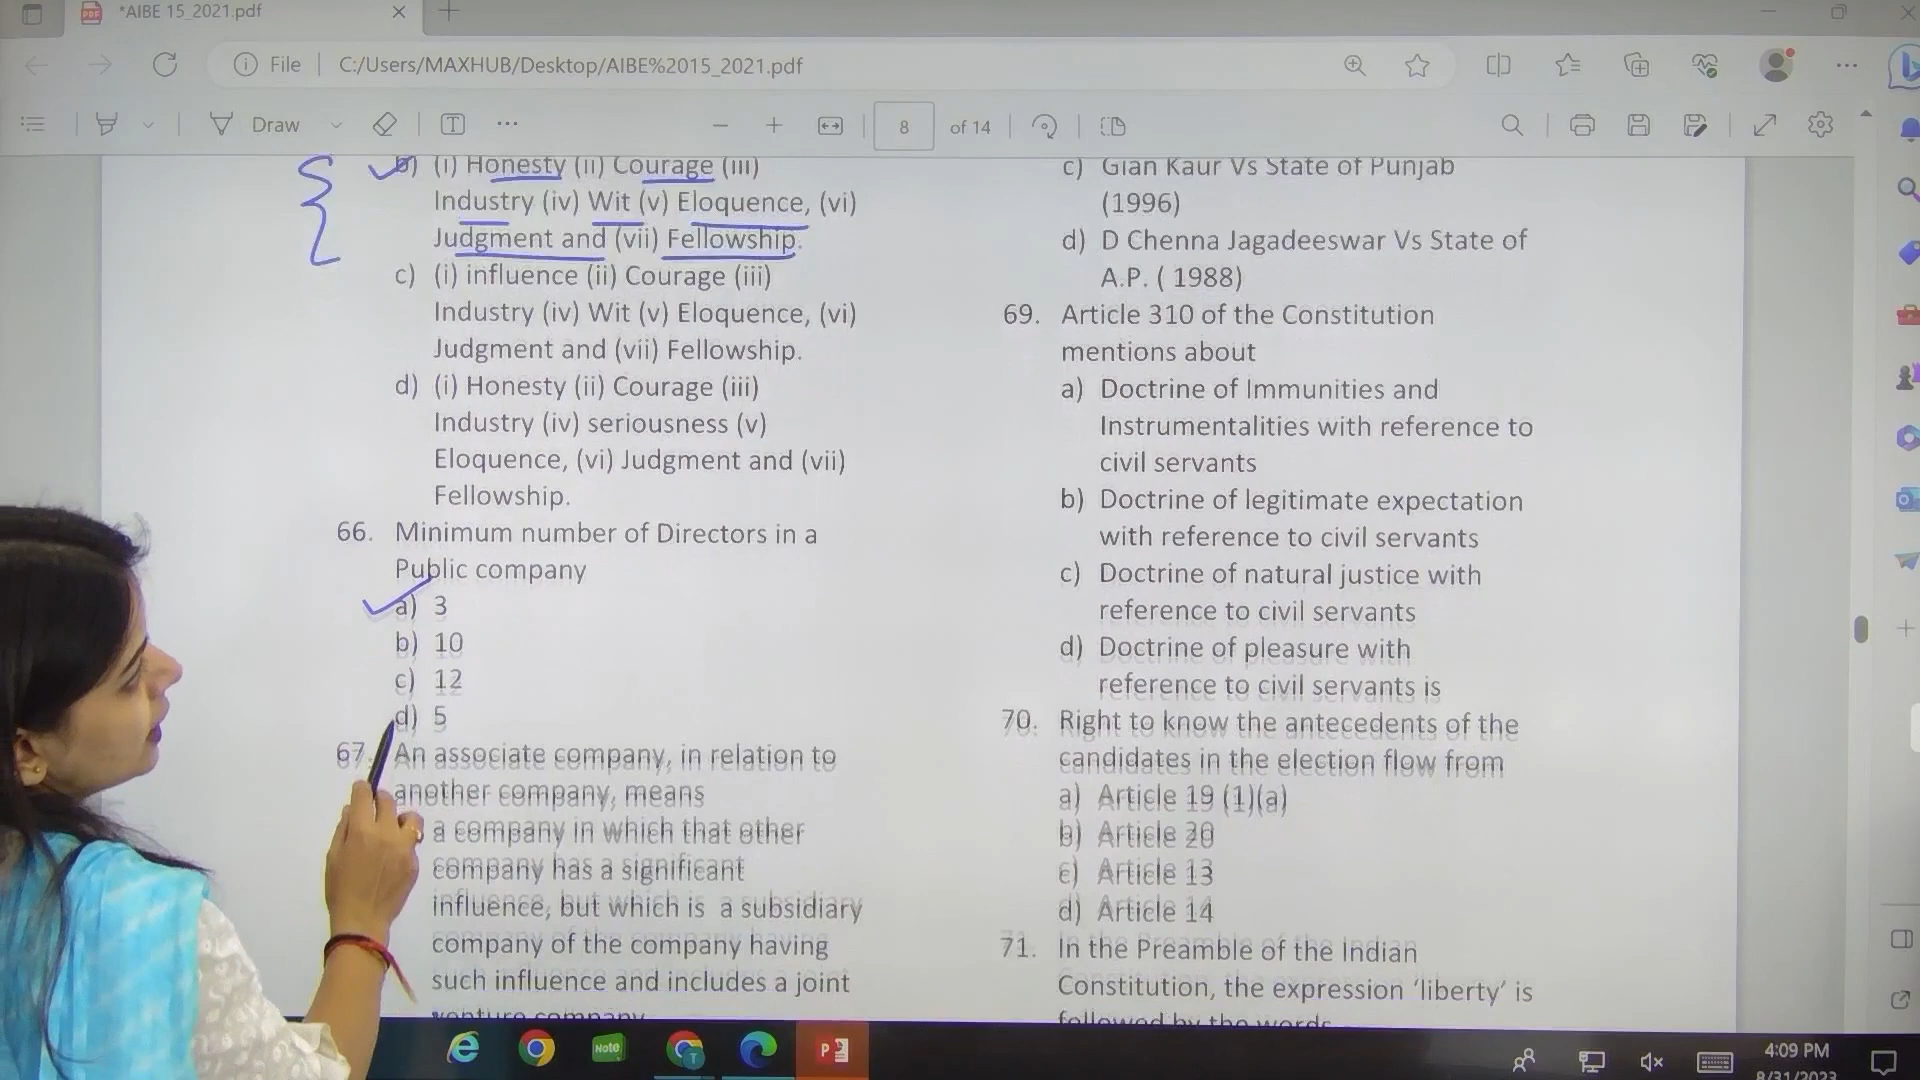 *AIBE 15_2021.pdf
File
C:/Users/MAXHUB/Desktop/AIBE%2015_2021.pdf
Draw
8
of 14
b) (i) Honesty (ii) Courage (iii)
Industry (iv) Wit (v) Eloquence, (vi)
Judgment and (vii) Fellowship.
c) (i) influence (ii) Courage (iii)
Industry (iv) Wit (v) Eloquence, (vi)
Judgment and (vii) Fellowship.
d) (i) Honesty (ii) Courage (iii)
Industry (iv) seriousness (v)
Eloquence, (vi) Judgment and (vii)
Fellowship.
66. Minimum number of Directors in a
Public company
a) 3
b) 10
c) 12
d) 5
67. An associate company, in relation to
another company, means
a company in which that other
company has a significant
influence, but which is a subsidiary
company of the company having
such influence and includes a joint
venture company
c) Gian Kaur Vs State of Punjab
(1996)
d) D Chenna Jagadeeswar Vs State of
A.P. ( 1988)
69. Article 310 of the Constitution
mentions about
a) Doctrine of Immunities and
Instrumentalities with reference to
civil servants
b) Doctrine of legitimate expectation
with reference to civil servants
c) Doctrine of natural justice with
reference to civil servants
d) Doctrine of pleasure with
reference to civil servants is
70. Right to know the antecedents of the
candidates in the election flow from
a) Article 19 (1)(a)
b) Article 20
c) Article 13
d) Article 14
71. In the Preamble of the Indian
Constitution, the expression ‘liberty’ is
followed by the words
Note
4:09 PM
8/31/2023